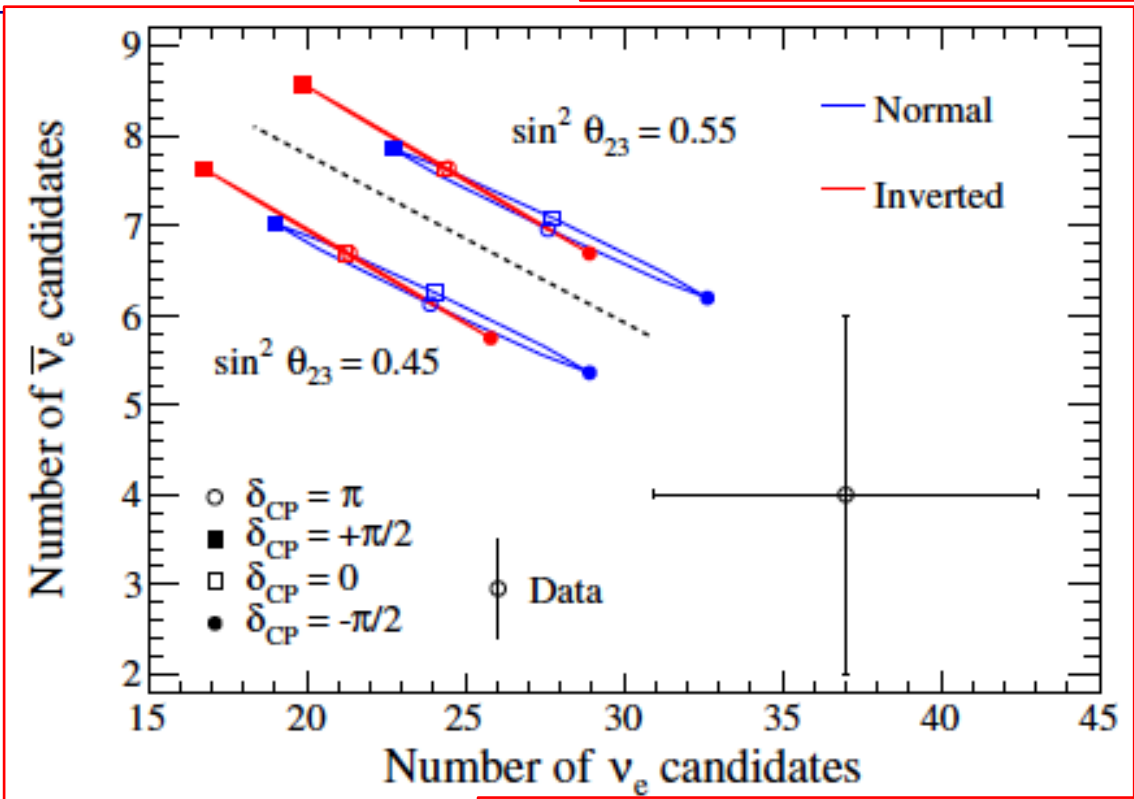 9
8
7
6
5
4
3
2
15 20 25 30 35 40 45
Number of ν̅e candidates
Number of νe candidates
sin² θ23 = 0.55
sin² θ23 = 0.45
Normal
Inverted
δCP = π
δCP = +π/2
δCP = 0
δCP = -π/2
Data